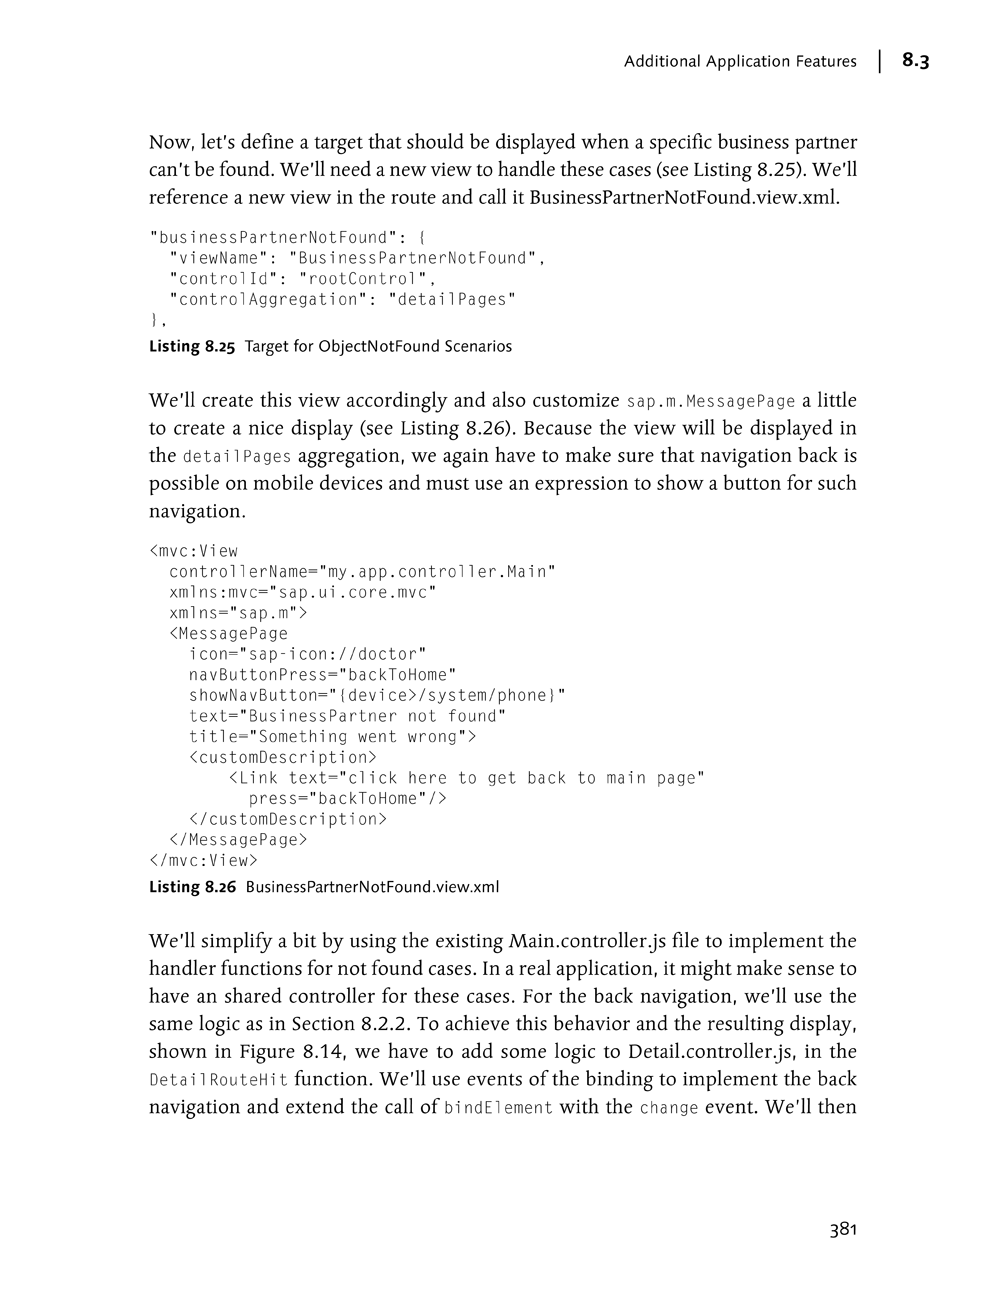 Additional Application Features | 8.3
Now, let's define a target that should be displayed when a specific business partner
can't be found. We'll need a new view to handle these cases (see Listing 8.25). We'll
reference a new view in the route and call it BusinessPartnerNotFound.view.xml.
"businessPartnerNotFound": {
  "viewName": "BusinessPartnerNotFound",
  "controlId": "rootControl",
  "controlAggregation": "detailPages"
},
Listing 8.25 Target for ObjectNotFound Scenarios
We'll create this view accordingly and also customize sap.m.MessagePage a little
to create a nice display (see Listing 8.26). Because the view will be displayed in
the detailPages aggregation, we again have to make sure that navigation back is
possible on mobile devices and must use an expression to show a button for such
navigation.
<mvc:View
  controllerName="my.app.controller.Main"
  xmlns:mvc="sap.ui.core.mvc"
  xmlns="sap.m">
  <MessagePage
    icon="sap-icon://doctor"
    navButtonPress="backToHome"
    showNavButton="{device>/system/phone}"
    text="BusinessPartner not found"
    title="Something went wrong">
    <customDescription>
        <Link text="click here to get back to main page"
          press="backToHome"/>
    </customDescription>
  </MessagePage>
</mvc:View>
Listing 8.26 BusinessPartnerNotFound.view.xml
We'll simplify a bit by using the existing Main.controller.js file to implement the
handler functions for not found cases. In a real application, it might make sense to
have an shared controller for these cases. For the back navigation, we'll use the
same logic as in Section 8.2.2. To achieve this behavior and the resulting display,
shown in Figure 8.14, we have to add some logic to Detail.controller.js, in the
DetailRouteHit function. We'll use events of the binding to implement the back
navigation and extend the call of bindElement with the change event. We'll then
381